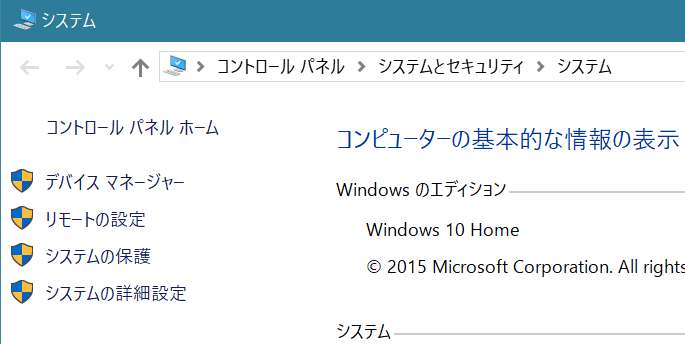 システム
コントロール パネル > システムとセキュリティ > システム
コントロール パネル ホーム
デバイス マネージャー
リモートの設定
システムの保護
システムの詳細設定
コンピューターの基本的な情報の表示
Windows のエディション
Windows 10 Home
© 2015 Microsoft Corporation. All rights
システム